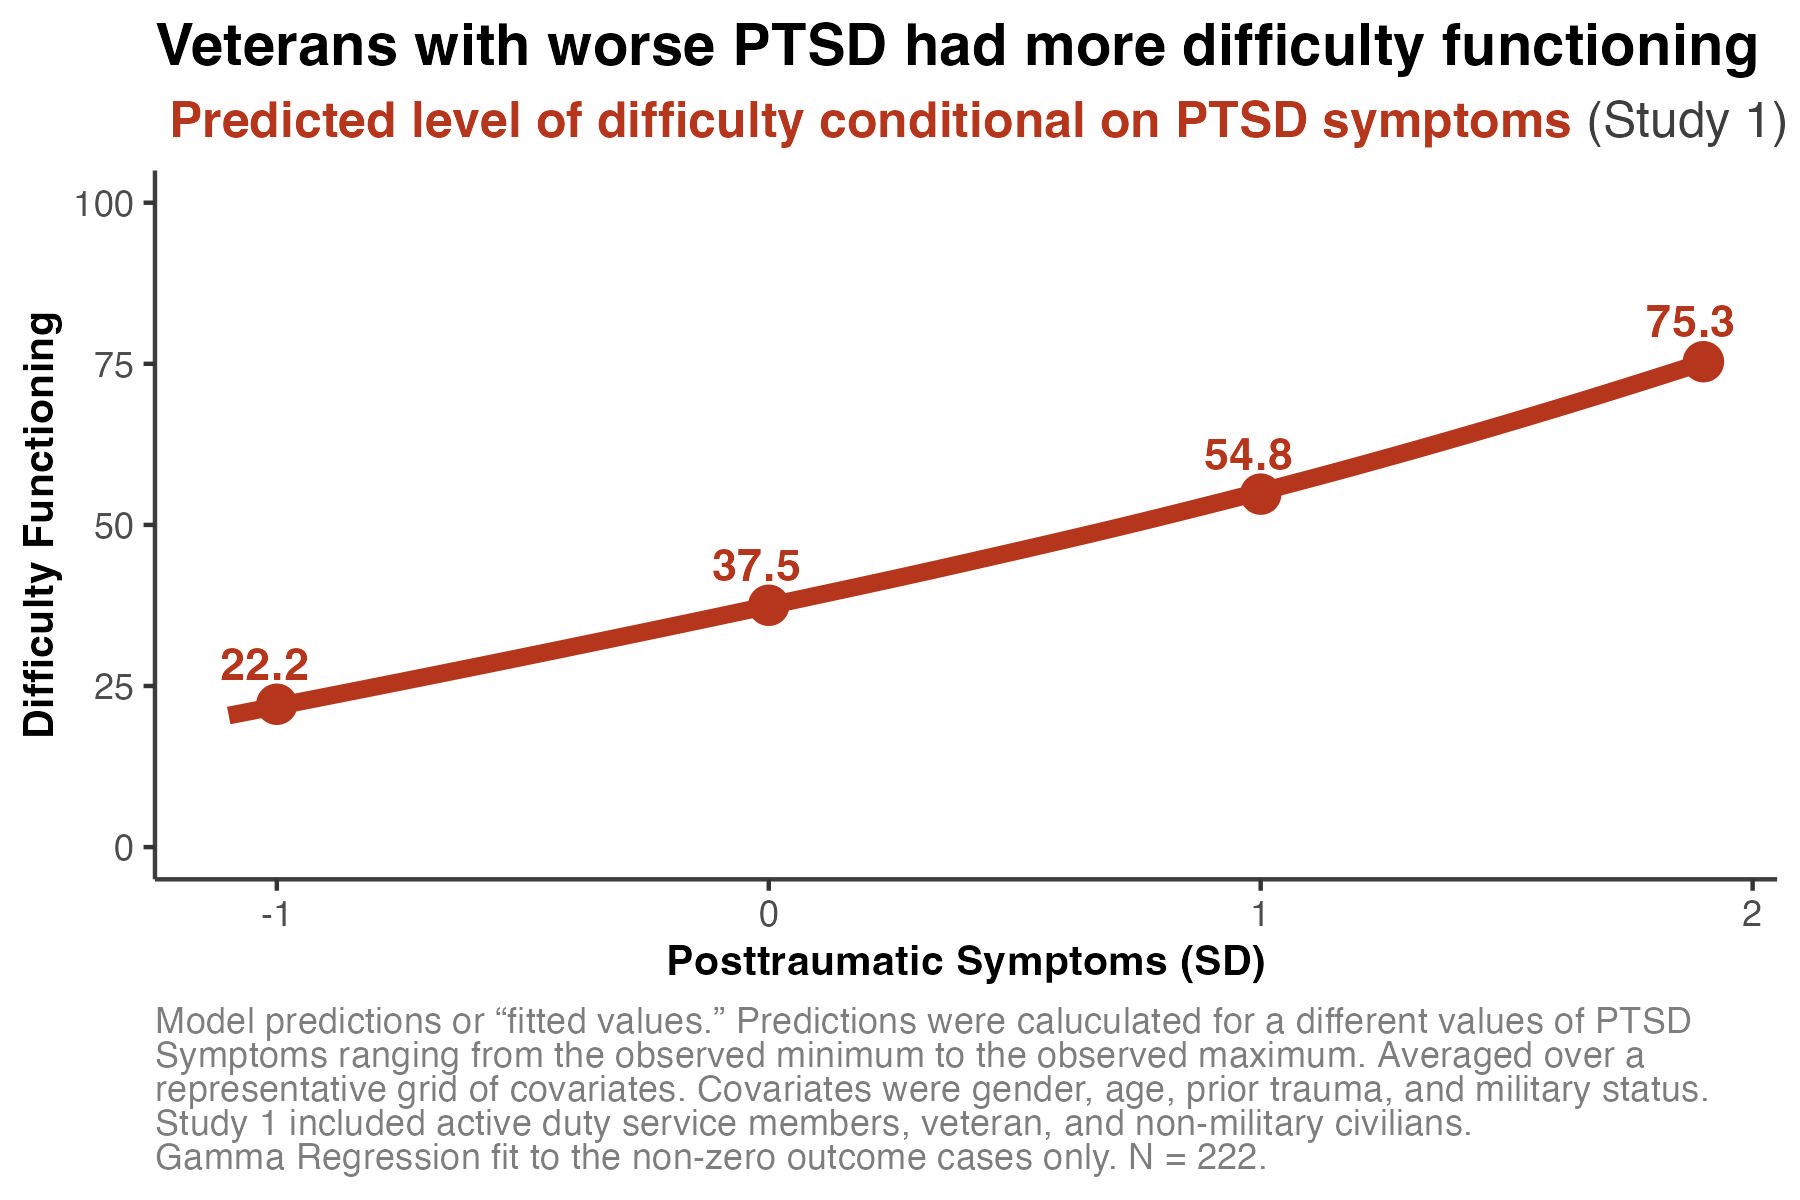 Veterans with worse PTSD had more difficulty functioning
Predicted level of difficulty conditional on PTSD symptoms (Study 1)
Difficulty Functioning
100
75
50
25
0
22.2
37.5
54.8
75.3
-1
0
1
2
Posttraumatic Symptoms (SD)
Model predictions or “fitted values.” Predictions were caluculated for a different values of PTSD
Symptoms ranging from the observed minimum to the observed maximum. Averaged over a
representative grid of covariates. Covariates were gender, age, prior trauma, and military status.
Study 1 included active duty service members, veteran, and non-military civilians.
Gamma Regression fit to the non-zero outcome cases only. N = 222.